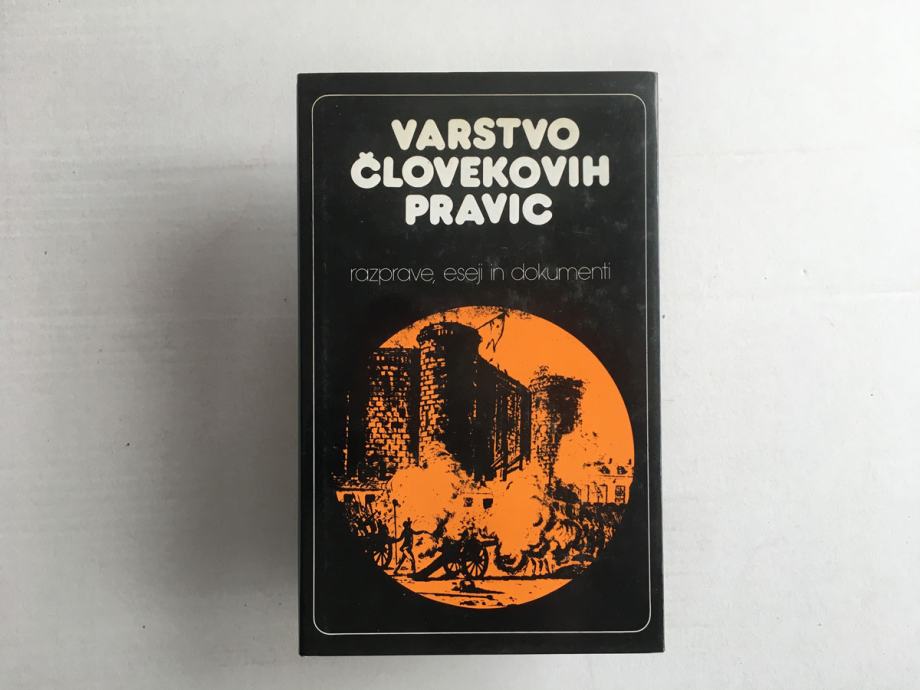 VARSTVO
ČLOVEKOVIH
PRAVIC
razprave, eseji in dokumenti